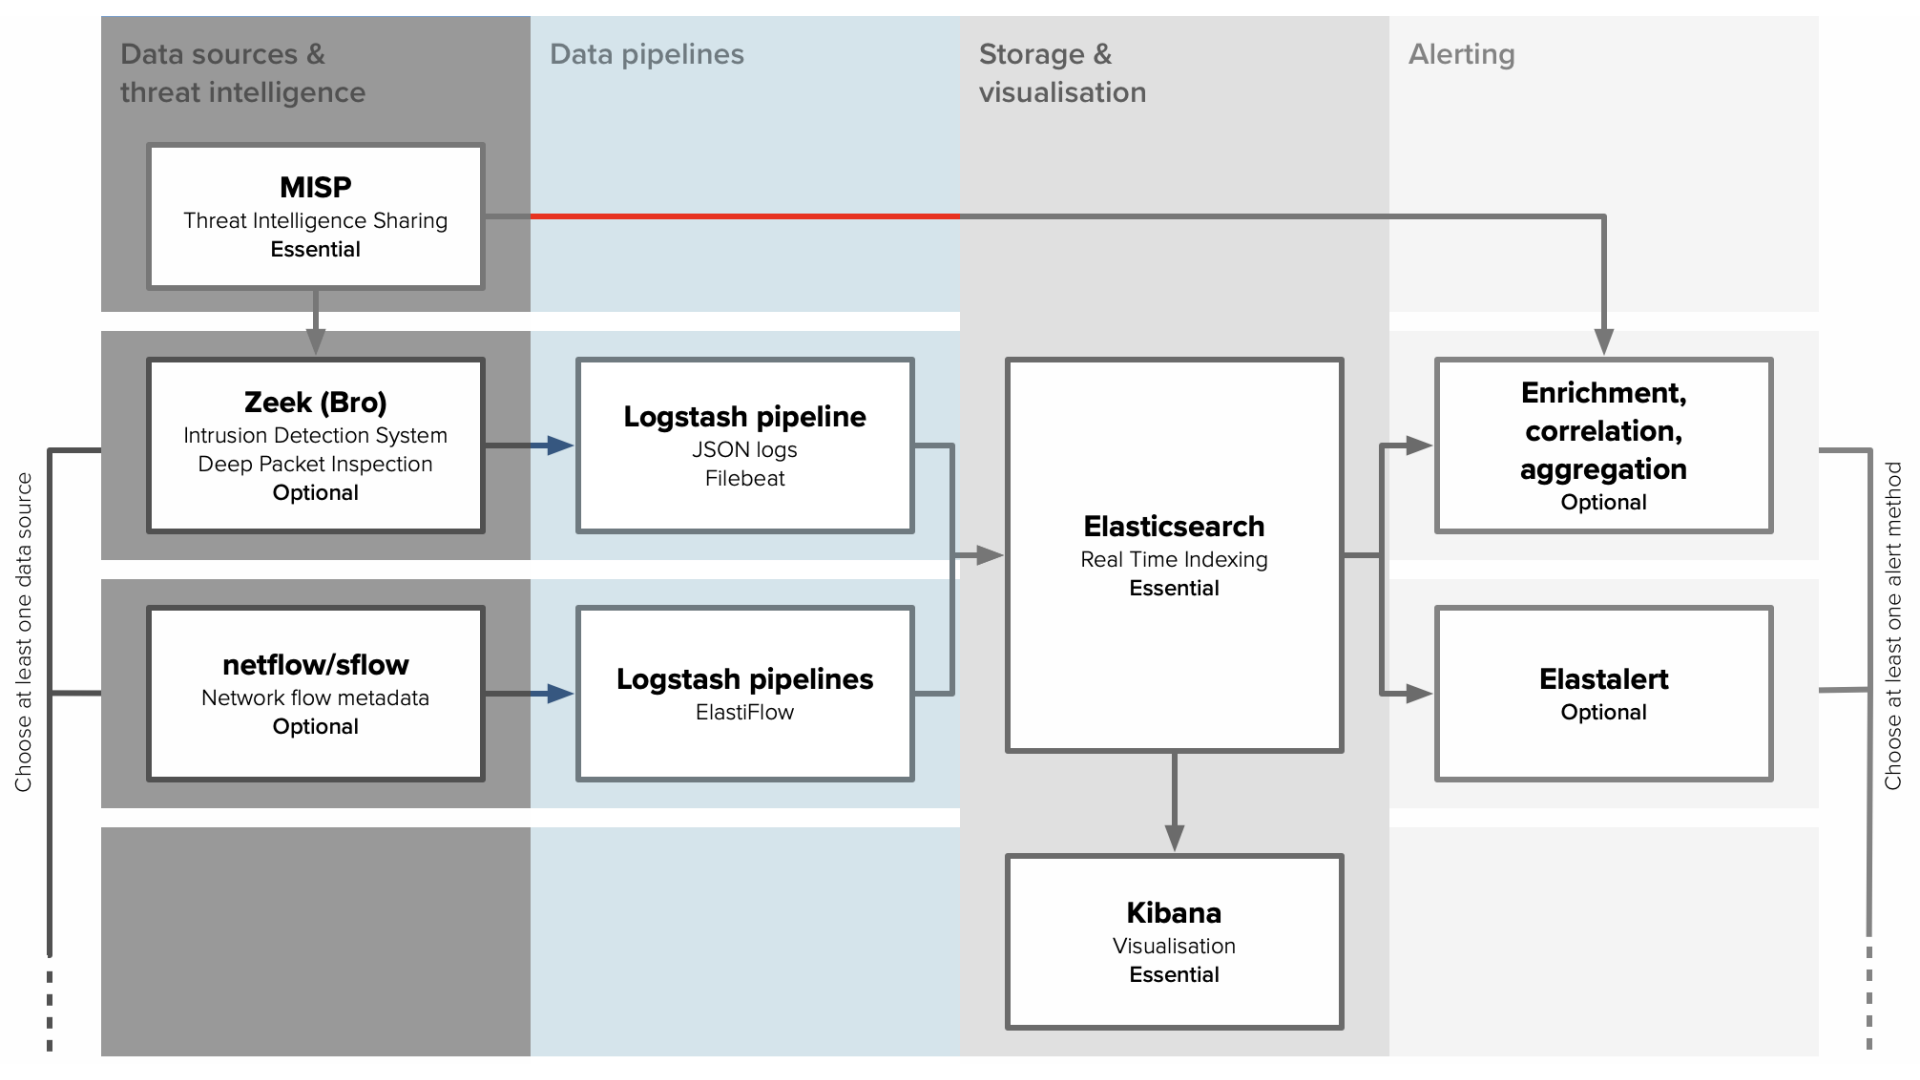 Data sources &
threat intelligence
Data pipelines
Storage &
visualisation
Alerting
MISP
Threat Intelligence Sharing
Essential
Zeek (Bro)
Intrusion Detection System
Deep Packet Inspection
Optional
Logstash pipeline
JSON logs
Filebeat
Elasticsearch
Real Time Indexing
Essential
Enrichment,
correlation,
aggregation
Optional
netflow/sflow
Network flow metadata
Optional
Logstash pipelines
ElastiFlow
Elastalert
Optional
Kibana
Visualisation
Essential
Choose at least one data source
Choose at least one alert method